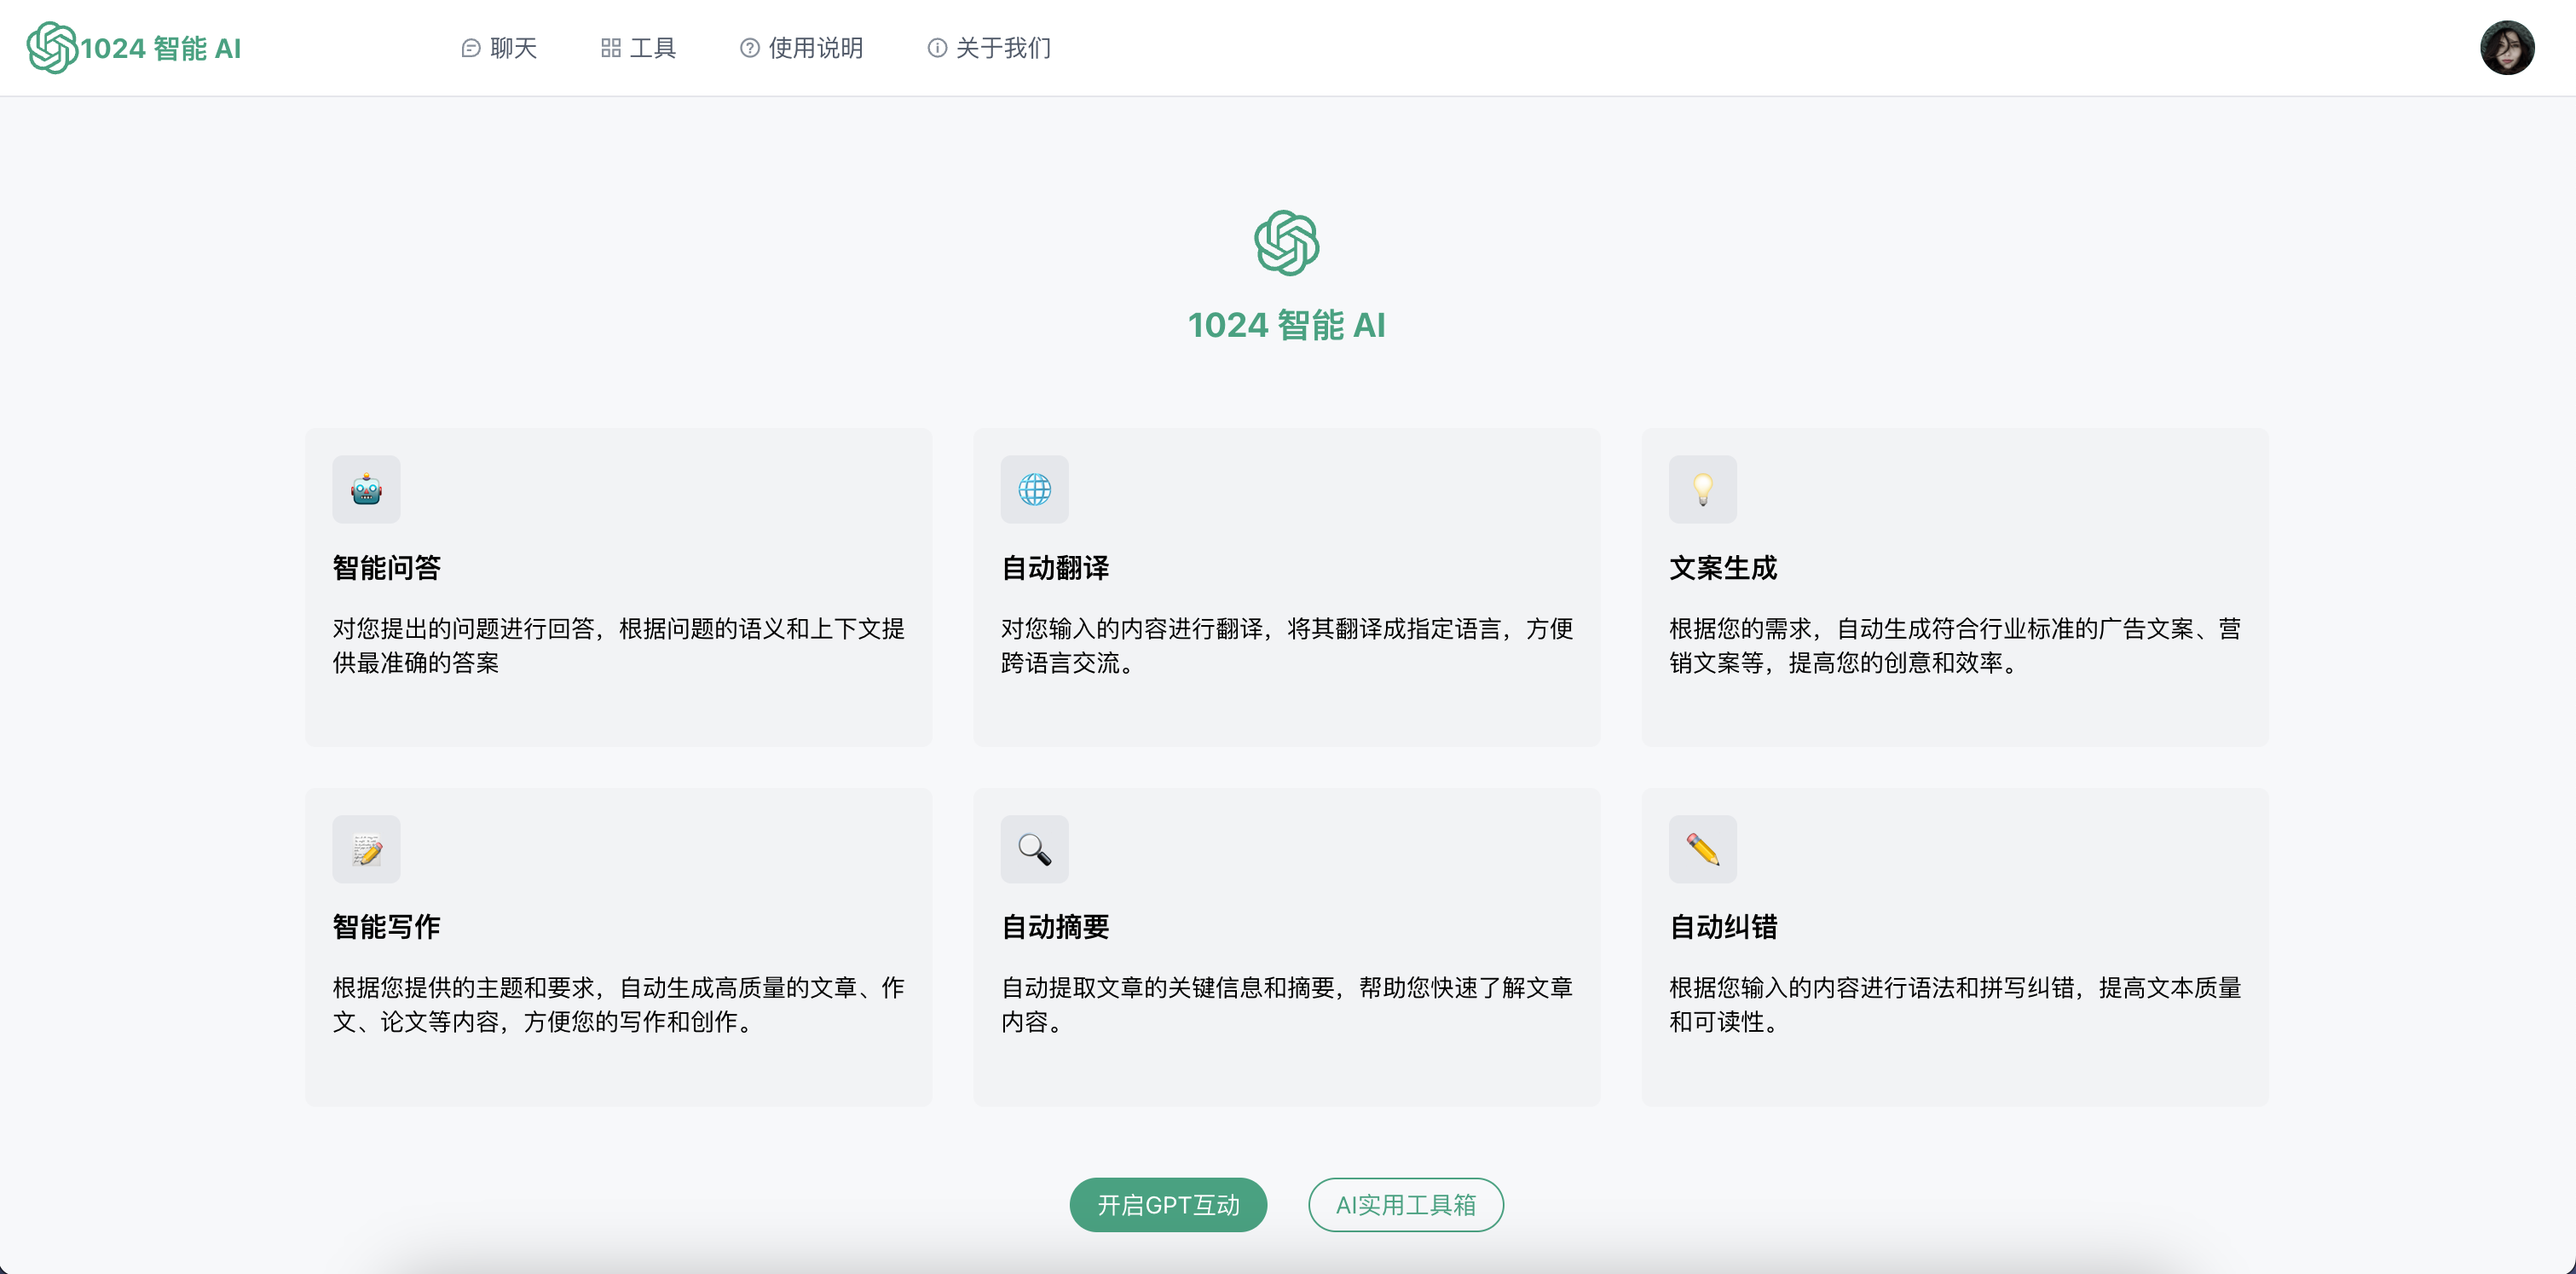 1024 智能 AI
聊天
工具
使用说明
关于我们
1024 智能 AI
智能问答
对您提出的问题进行回答，根据问题的语义和上下文提
供最准确的答案
自动翻译
对您输入的内容进行翻译，将其翻译成指定语言，方便
跨语言交流。
文案生成
根据您的需求，自动生成符合行业标准的广告文案、营
销文案等，提高您的创意和效率。
智能写作
根据您提供的主题和要求，自动生成高质量的文章、作
文、论文等内容，方便您的写作和创作。
自动摘要
自动提取文章的关键信息和摘要，帮助您快速了解文章
内容。
自动纠错
根据您输入的内容进行语法和拼写纠错，提高文本质量
和可读性。
开启GPT互动
AI实用工具箱